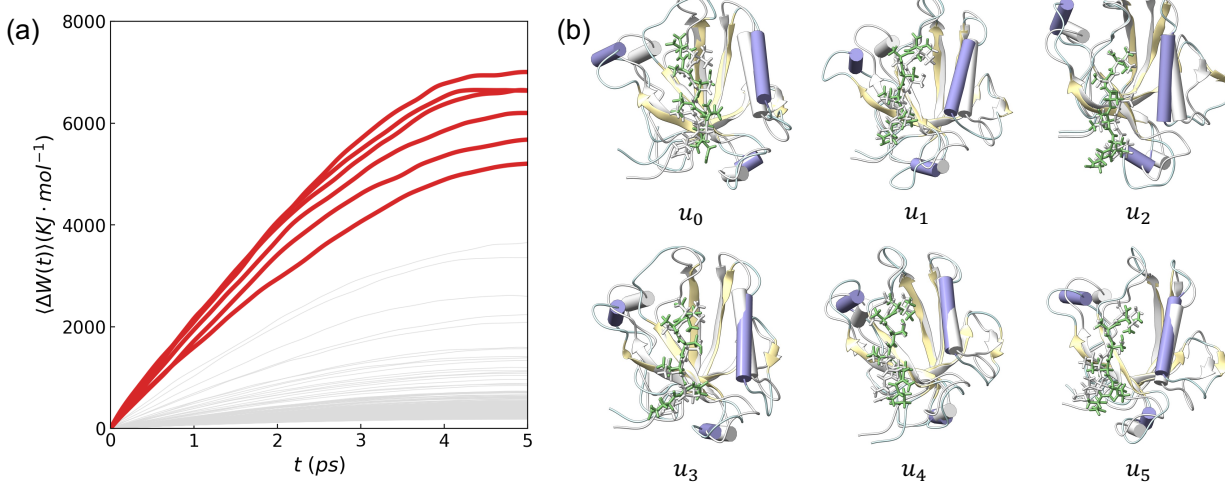 (a)
8000
6000
4000
2000
0
⟨ΔW(t)⟩(KJ · mol⁻¹)
0 1 2 3 4 5
t (ps)
(b)
u₀ u₁ u₂
u₃ u₄ u₅